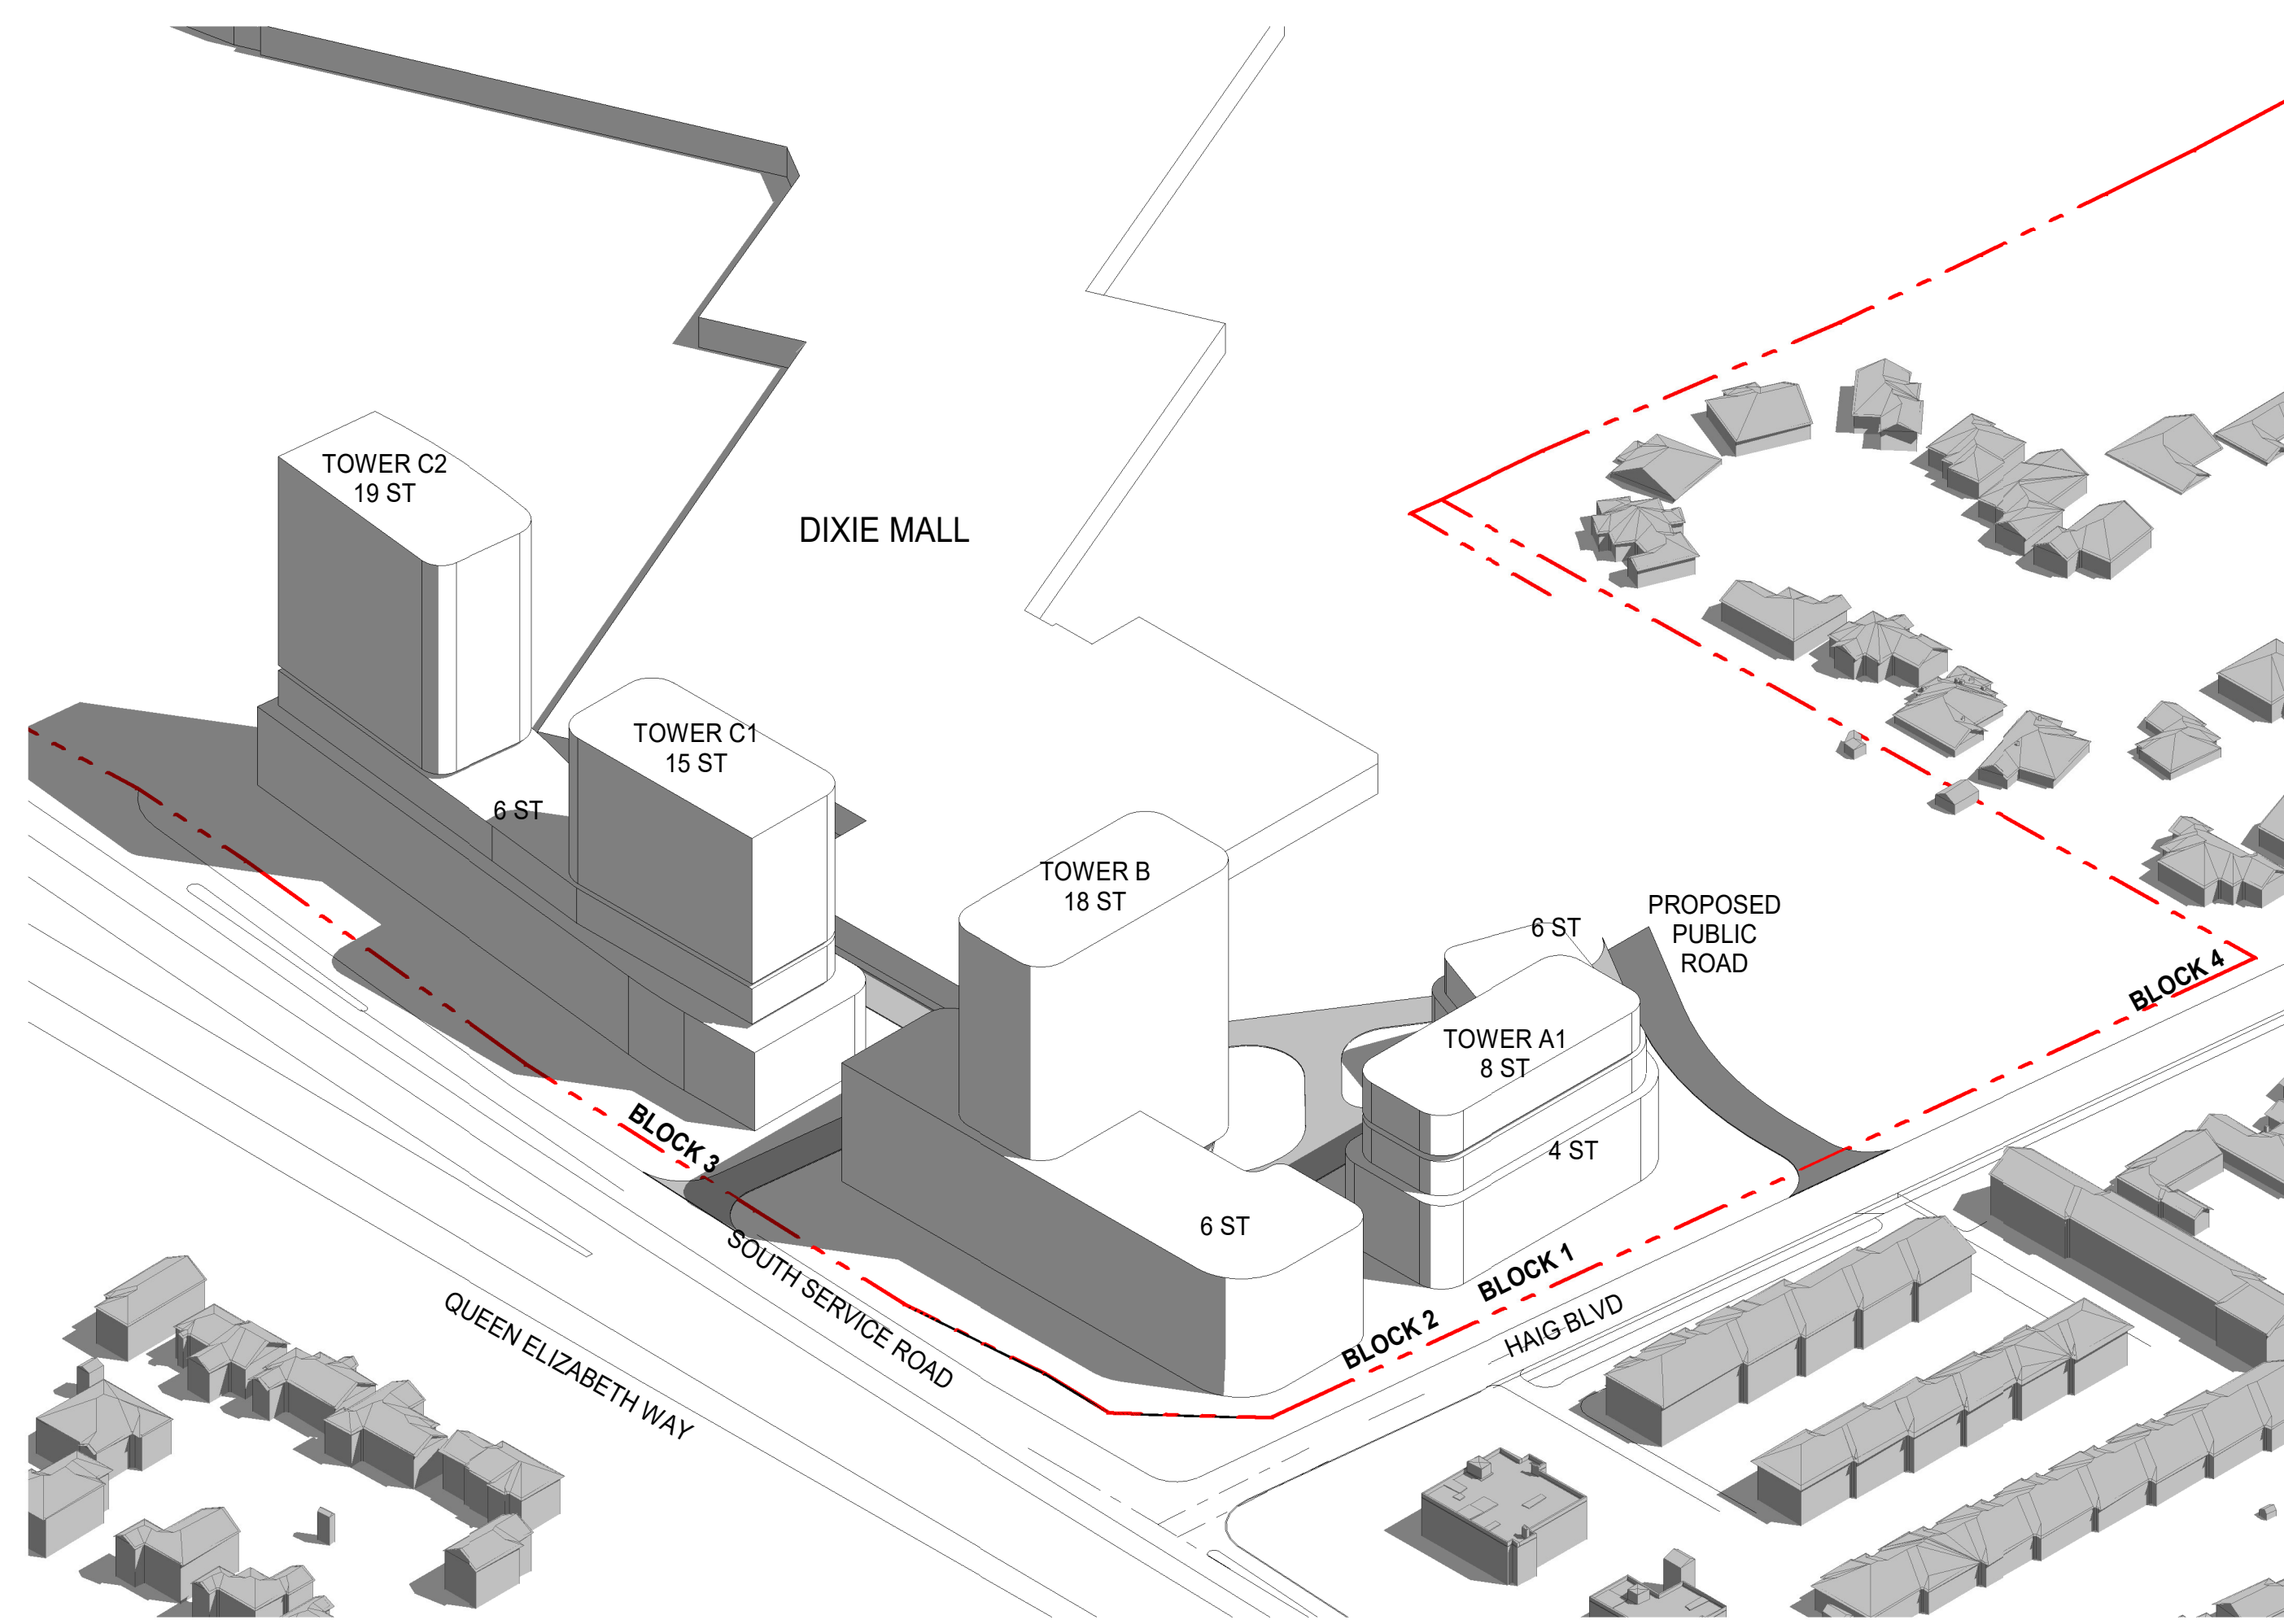 TOWER C2
19 ST
DIXIE MALL
TOWER C1
15 ST
6 ST
TOWER B
18 ST
PROPOSED
PUBLIC
ROAD
6 ST
BLOCK 4
TOWER A1
8 ST
4 ST
BLOCK 3
6 ST
SOUTH SERVICE ROAD
QUEEN ELIZABETH WAY
BLOCK 1
BLOCK 2
HAIG BLVD